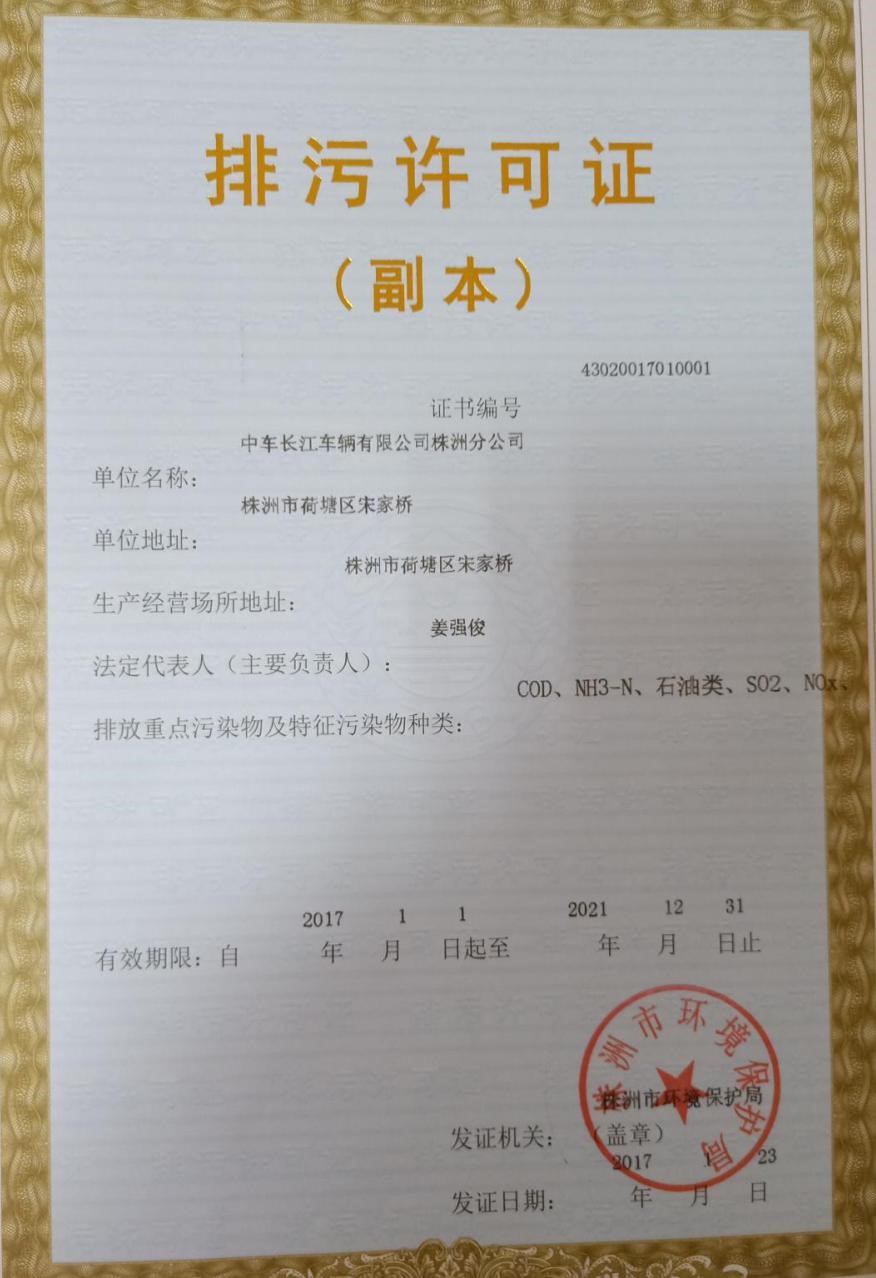 排污许可证
（副本）
43020017010001
证书编号
中车长江车辆有限公司株洲分公司
单位名称：
株洲市荷塘区宋家桥
单位地址：
株洲市荷塘区宋家桥
生产经营场所地址：
姜强俊
法定代表人（主要负责人）：
COD、NH3-N、石油类、SO2、NOx、
排放重点污染物及特征污染物种类：
2017 1 1 2021 12 31
有效期限：自 年 月 日起至 年 月 日止
株洲市环境保护局
株洲市环境保护局
发证机关：（盖章）
2017 1 23
发证日期： 年 月 日